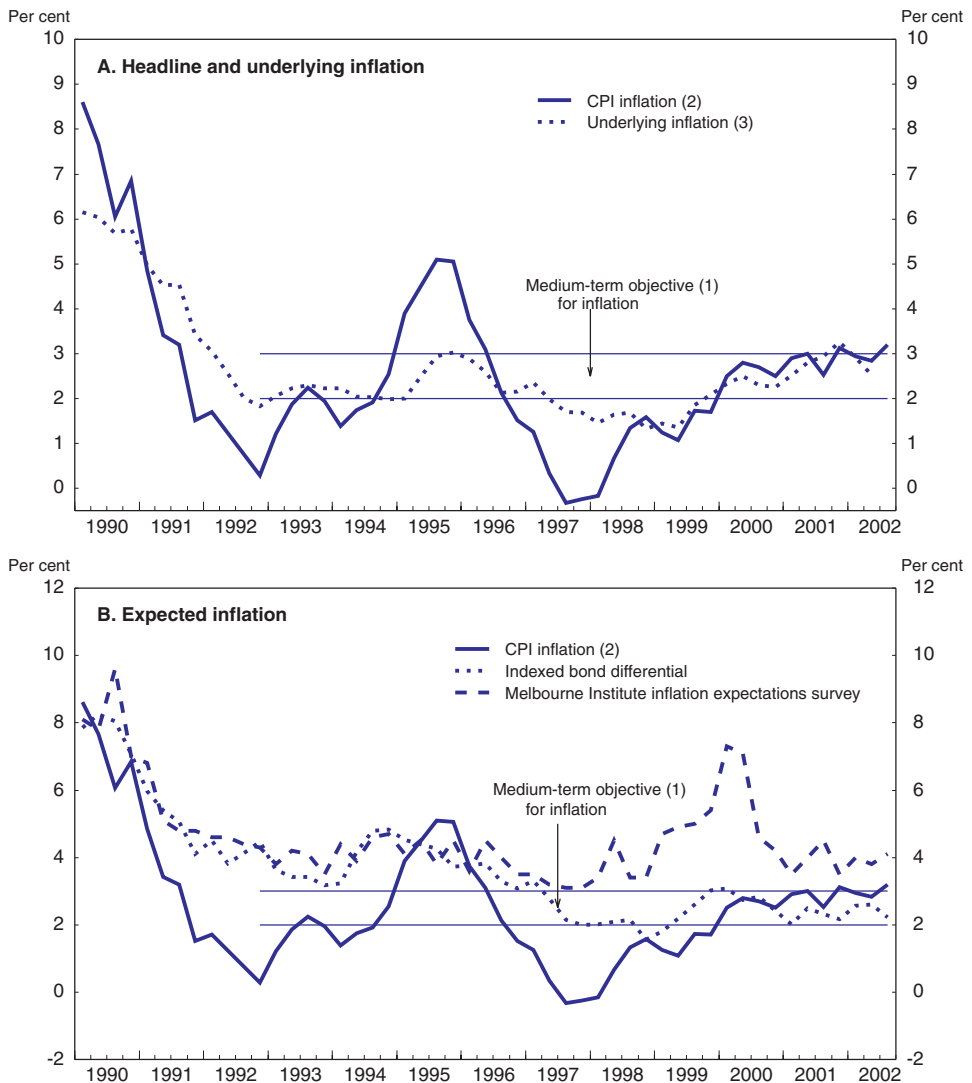 Per cent Per cent
10 10
A. Headline and underlying inflation
9 9
CPI inflation (2)
8 8
Underlying inflation (3)
7 7
6 6
5 5
Medium-term objective (1)
for inflation
4 4
3 3
2 2
1 1
0 0
1990 1991 1992 1993 1994 1995 1996 1997 1998 1999 2000 2001 2002
Per cent Per cent
12 12
B. Expected inflation
CPI inflation (2)
Indexed bond differential
10 10
Melbourne Institute inflation expectations survey
8 8
6 6
Medium-term objective (1)
for inflation
4 4
2 2
0 0
-2 -2
1990 1991 1992 1993 1994 1995 1996 1997 1998 1999 2000 2001 2002